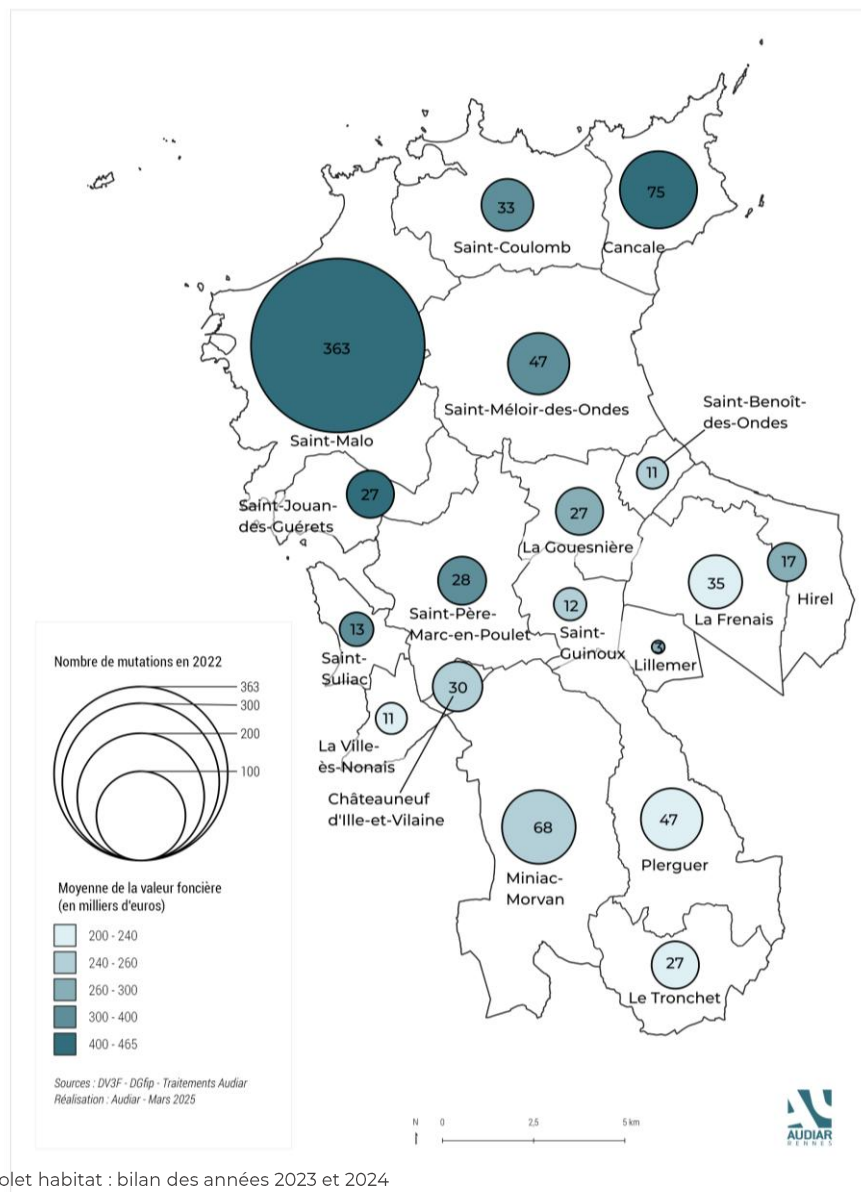 33
75
Saint-Coulomb
Cancale
363
47
Saint-Méloir-des-Ondes
Saint-Malo
Saint-Benoît-
des-Ondes
11
27
Saint-Jouan-
des-Guérets
27
La Gouesnière
17
Hirel
35
La Frenais
28
Saint-Père-
Marc-en-Poulet
12
Saint-
Guinoux
3
Lillemer
13
Saint-
Suliac
30
11
La Ville-
ès-Nonais
Châteauneuf
d'Ille-et-Vilaine
68
Miniac-
Morvan
47
Plerguer
27
Le Tronchet
Nombre de mutations en 2022
363
300
200
100
Moyenne de la valeur foncière
(en milliers d'euros)
200 - 240
240 - 260
260 - 300
300 - 400
400 - 465
Sources : DV3F - DGfip - Traitements Audiar
Réalisation : Audiar - Mars 2025
N 0 2,5 5 km
AUDIAR
RENNES
olet habitat : bilan des années 2023 et 2024